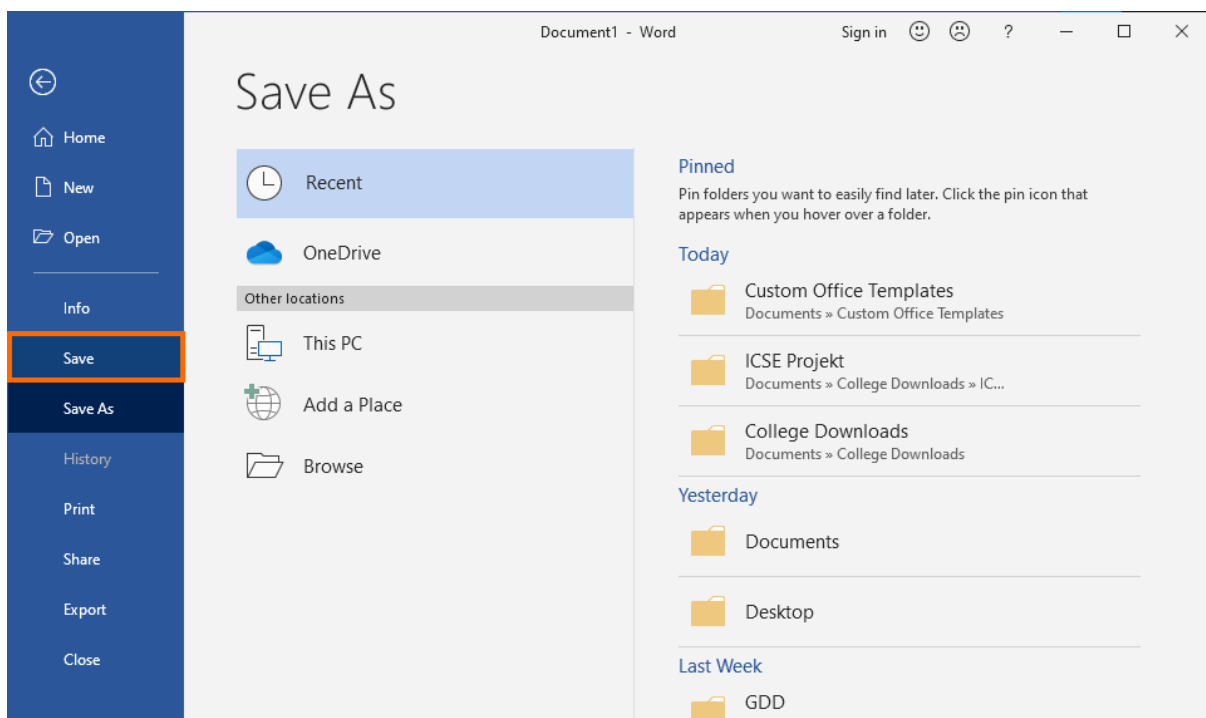 Document1 - Word
Sign in
?
Save As
Home
New
Open
Info
Save
Save As
History
Print
Share
Export
Close
Recent
OneDrive
Other locations
This PC
Add a Place
Browse
Pinned
Pin folders you want to easily find later. Click the pin icon that
appears when you hover over a folder.
Today
Custom Office Templates
Documents » Custom Office Templates
ICSE Projekt
Documents » College Downloads » IC...
College Downloads
Documents » College Downloads
Yesterday
Documents
Desktop
Last Week
GDD